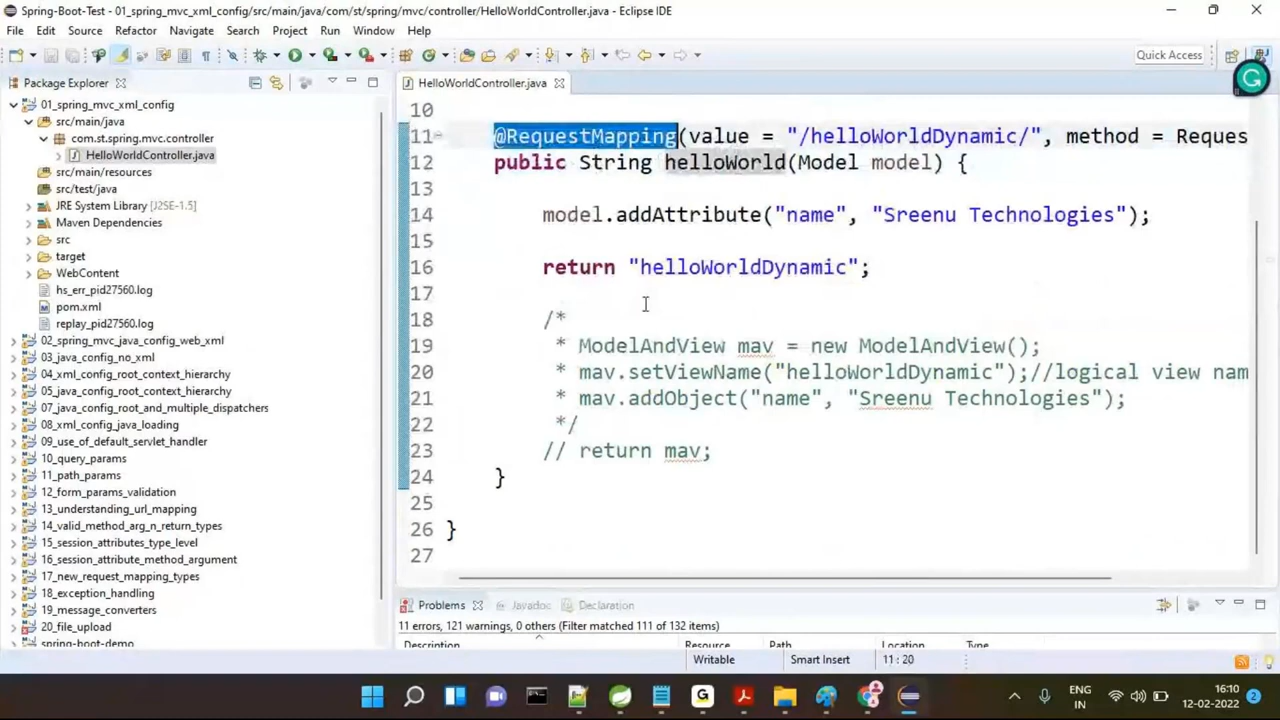 Spring-Boot-Test - 01_spring_mvc_xml_config/src/main/java/com/st/spring/mvc/controller/HelloWorldController.java - Eclipse IDE
File Edit Source Refactor Navigate Search Project Run Window Help
Quick Access
Package Explorer
01_spring_mvc_xml_config
src/main/java
com.st.spring.mvc.controller
HelloWorldController.java
src/main/resources
src/test/java
JRE System Library [J2SE-1.5]
Maven Dependencies
src
target
WebContent
hs_err_pid27560.log
pom.xml
replay_pid27560.log
02_spring_mvc_java_config_web_xml
03_java_config_no_xml
04_xml_config_root_context_hierarchy
05_java_config_root_context_hierarchy
07_java_config_root_and_multiple_dispatchers
08_xml_config_java_loading
09_use_of_default_servlet_handler
10_query_params
11_path_params
12_form_params_validation
13_understanding_url_mapping
14_valid_method_arg_n_return_types
15_session_attributes_type_level
16_session_attribute_method_argument
17_new_request_mapping_types
18_exception_handling
19_message_converters
20_file_upload
spring-boot-demo
HelloWorldController.java
10
11 @RequestMapping(value = "/helloWorldDynamic/", method = Reques
12 public String helloWorld(Model model) {
13
14 model.addAttribute("name", "Sreenu Technologies");
15
16 return "helloWorldDynamic";
17
18 /*
19 * ModelAndView mav = new ModelAndView();
20 * mav.setViewName("helloWorldDynamic");//logical view nam
21 * mav.addObject("name", "Sreenu Technologies");
22 */
23 // return mav;
24 }
25
26 }
27
Problems Javadoc Declaration
11 errors, 121 warnings, 0 others (Filter matched 111 of 132 items)
Description Resource Path Location Type
Writable Smart Insert 11 : 20
ENG
IN
16:10
12-02-2022
2